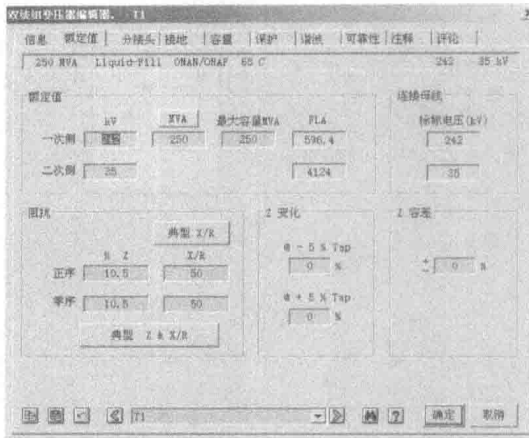 双绕组变压器编辑器. T1
信息 额定值 分接头 接地 容量 保护 谐波 可靠性 注释 评论
250 MVA Liquid-Fill ONAN/ONAF 65 C 242 35 kV
额定值
kV MVA 最大容量MVA FLA
一次侧 250 250 596.4
二次侧 35 4124
连接母线
标称电压(kV)
242
35
阻抗
典型 X/R
% Z X/R
正序 10.5 50
零序 10.5 50
典型 Z & X/R
Z 变化
@ - 5 % Tap
0 %
@ + 5 % Tap
0 %
Z 容差
± 0 %
T1
? 确定 取消